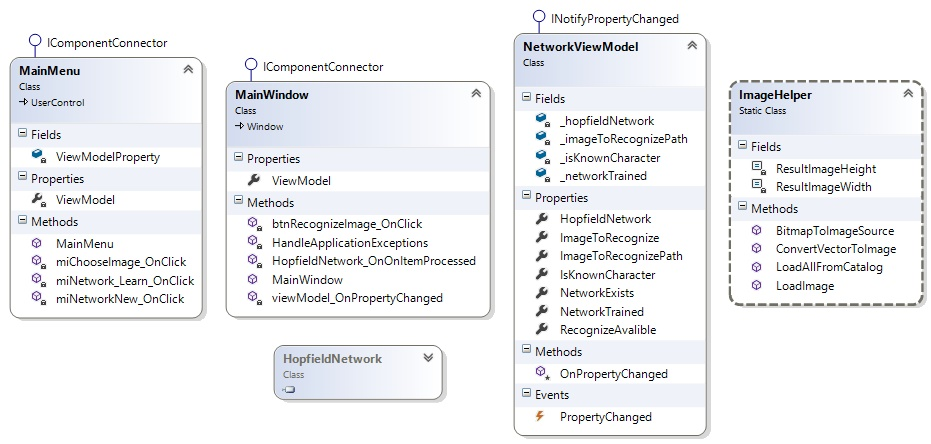 IComponentConnector
MainMenu
Class
UserControl
Fields
ViewModelProperty
Properties
ViewModel
Methods
MainMenu
miChooseImage_OnClick
miNetwork_Learn_OnClick
miNetworkNew_OnClick
IComponentConnector
MainWindow
Class
Window
Properties
ViewModel
Methods
btnRecognizeImage_OnClick
HandleApplicationExceptions
HopfieldNetwork_OnOnItemProcessed
MainWindow
viewModel_OnPropertyChanged
HopfieldNetwork
Class
INotifyPropertyChanged
NetworkViewModel
Class
Fields
_hopfieldNetwork
_imageToRecognizePath
_isKnownCharacter
_networkTrained
Properties
HopfieldNetwork
ImageToRecognize
ImageToRecognizePath
IsKnownCharacter
NetworkExists
NetworkTrained
RecognizeAvalible
Methods
OnPropertyChanged
Events
PropertyChanged
ImageHelper
Static Class
Fields
ResultImageHeight
ResultImageWidth
Methods
BitmapToImageSource
ConvertVectorToImage
LoadAllFromCatalog
LoadImage